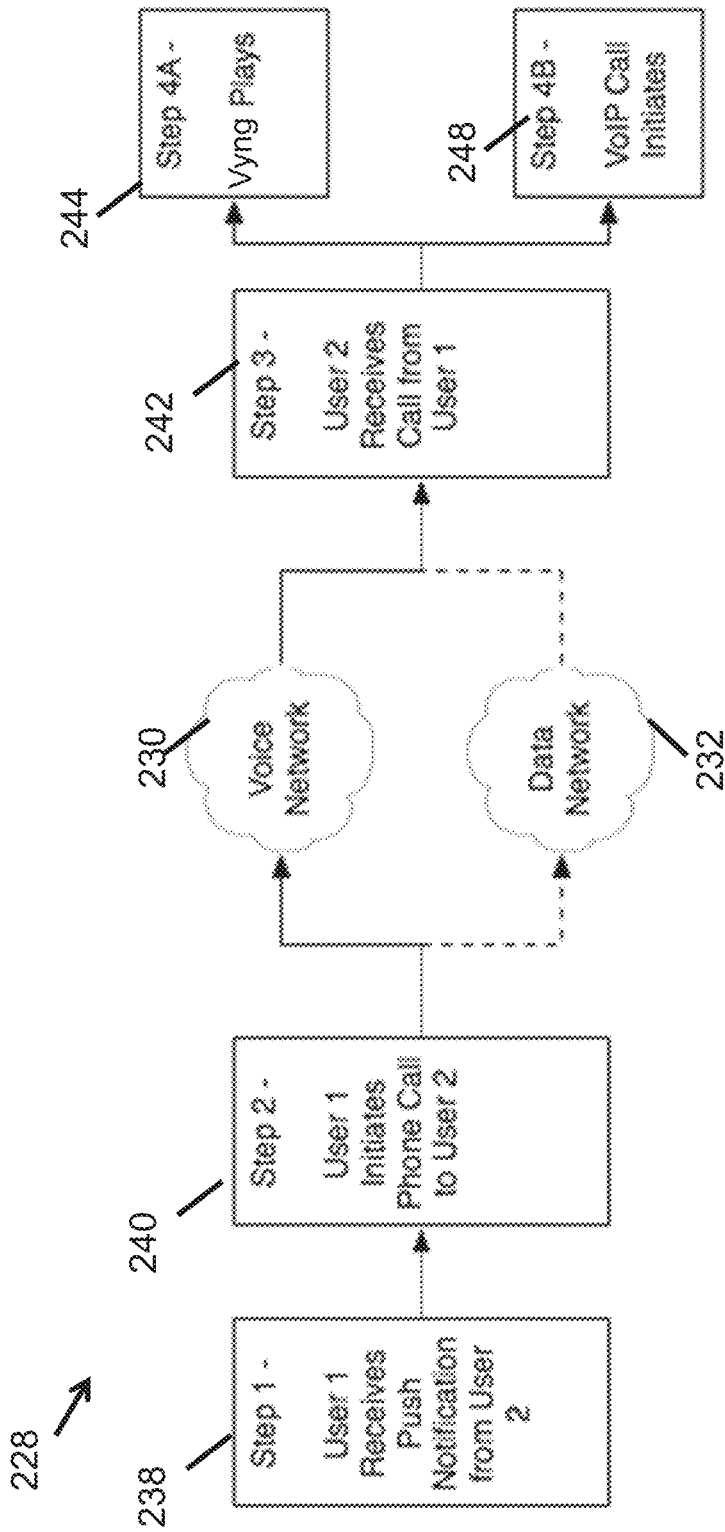 228
238
Step 1 -
User 1
Receives
Push
Notification
from User
2
240
Step 2 -
User 1
Initiates
Phone Call
to User 2
230
Voice
Network
Data
Network
232
242
Step 3 -
User 2
Receives
Call from
User 1
244
Step 4A -
Vyng Plays
248
Step 4B -
VoIP Call
Initiates